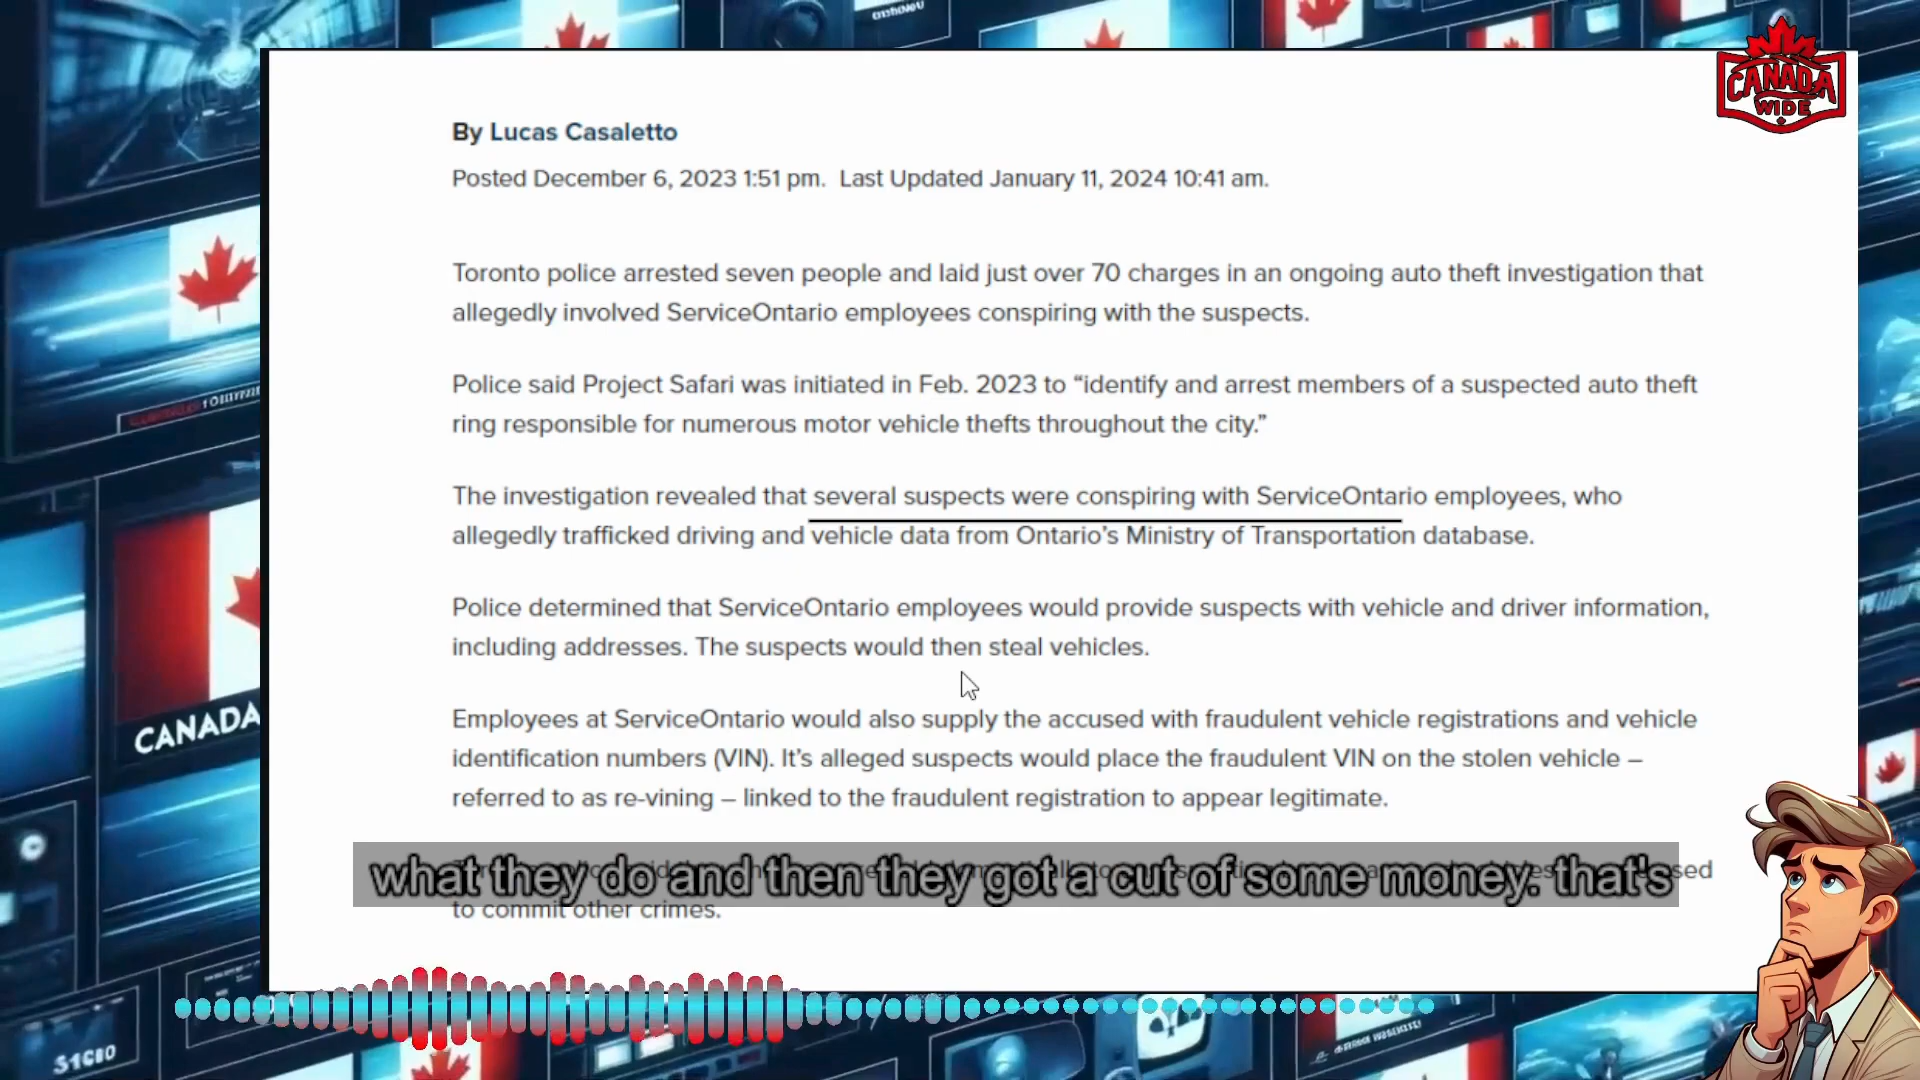 CANADA
WIDE
By Lucas Casaletto
Posted December 6, 2023 1:51 pm.  Last Updated January 11, 2024 10:41 am.
Toronto police arrested seven people and laid just over 70 charges in an ongoing auto theft investigation that
allegedly involved ServiceOntario employees conspiring with the suspects.
Police said Project Safari was initiated in Feb. 2023 to “identify and arrest members of a suspected auto theft
ring responsible for numerous motor vehicle thefts throughout the city.”
The investigation revealed that several suspects were conspiring with ServiceOntario employees, who
allegedly trafficked driving and vehicle data from Ontario’s Ministry of Transportation database.
Police determined that ServiceOntario employees would provide suspects with vehicle and driver information,
including addresses. The suspects would then steal vehicles.
CANADA
Employees at ServiceOntario would also supply the accused with fraudulent vehicle registrations and vehicle
identification numbers (VIN). It’s alleged suspects would place the fraudulent VIN on the stolen vehicle –
referred to as re-vining – linked to the fraudulent registration to appear legitimate.
what they do and then they got a cut of some money. that's
to commit other crimes.